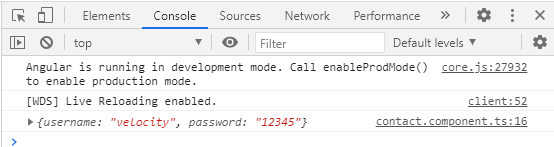 Elements Console Sources Network Performance »
top Filter Default levels
Angular is running in development mode. Call enableProdMode() core.js:27932
to enable production mode.
[WDS] Live Reloading enabled. client:52
{username: "velocity", password: "12345"} contact.component.ts:16